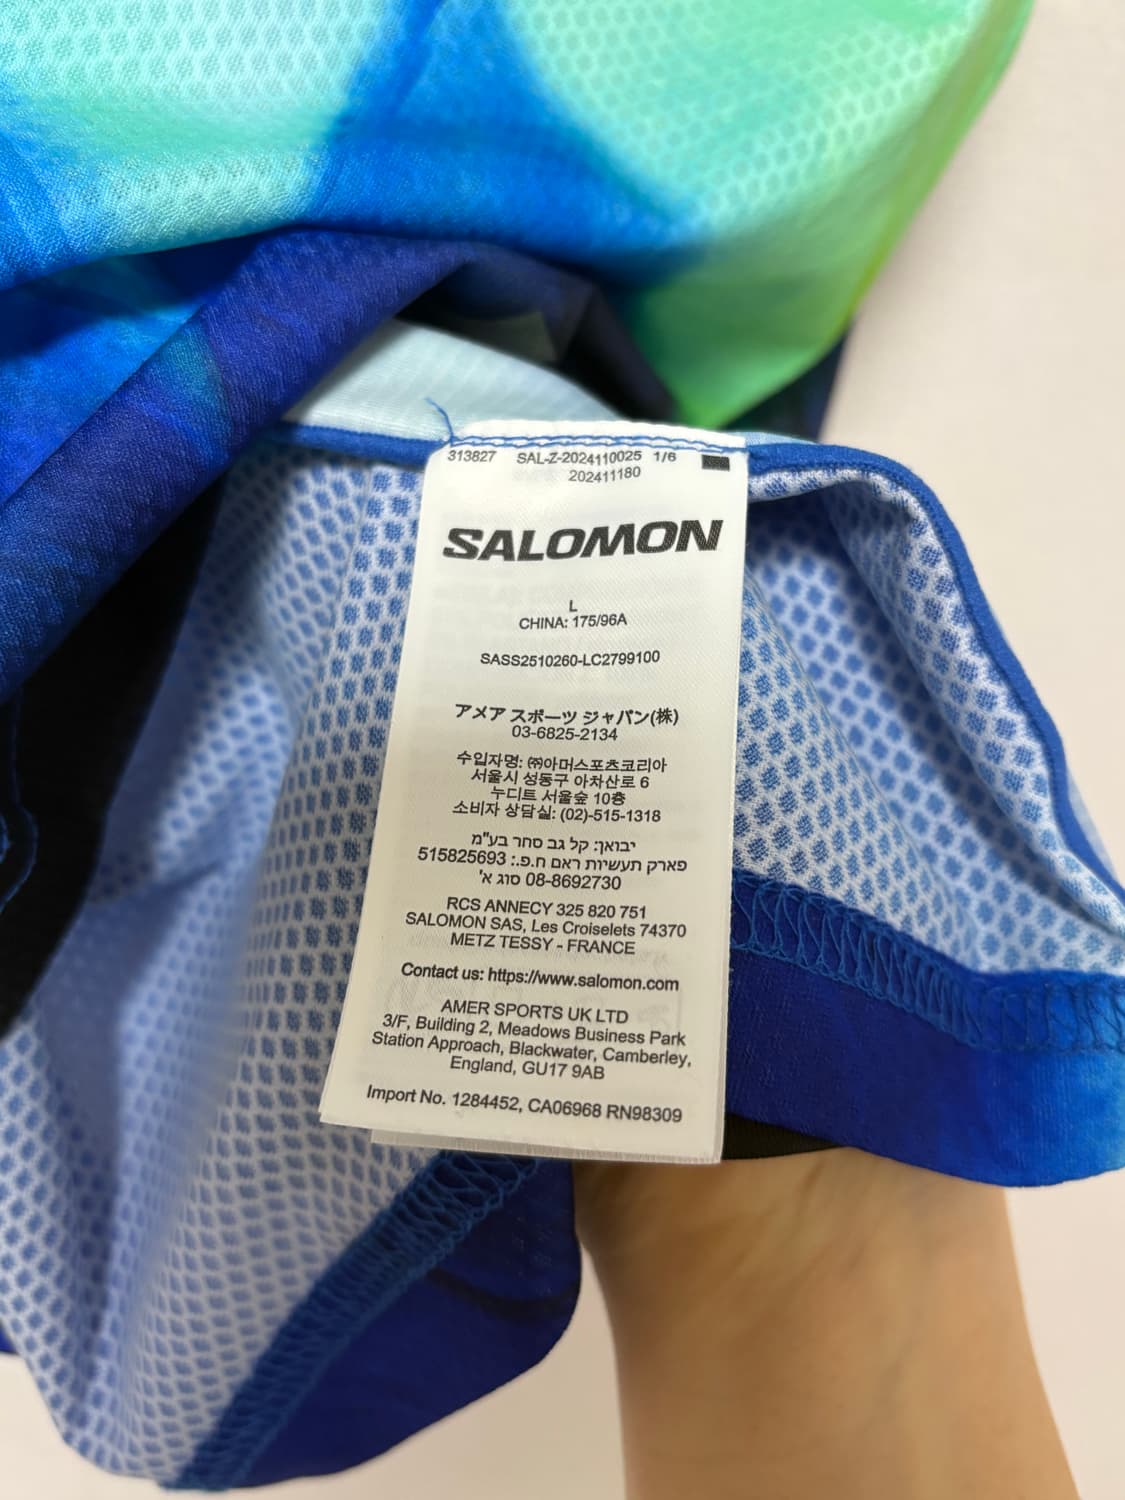 313827 SAL-Z-2024110025 1/6
202411180
SALOMON
L
CHINA: 175/96A
SASS2510260-LC2799100
アメア スポーツ ジャパン(株)
03-6825-2134
수입자명: ㈜아머스포츠코리아
서울시 성동구 아차산로 6
누디트 서울숲 10층
소비자 상담실: (02)-515-1318
יבואן: קל גב סחר בע"מ
פארק תעשיות ראם ח.פ.: 515825693
08-8692730 סוג א'
RCS ANNECY 325 820 751
SALOMON SAS, Les Croiselets 74370
METZ TESSY - FRANCE
Contact us: https://www.salomon.com
AMER SPORTS UK LTD
3/F, Building 2, Meadows Business Park
Station Approach, Blackwater, Camberley,
England, GU17 9AB
Import No. 1284452, CA06968 RN98309